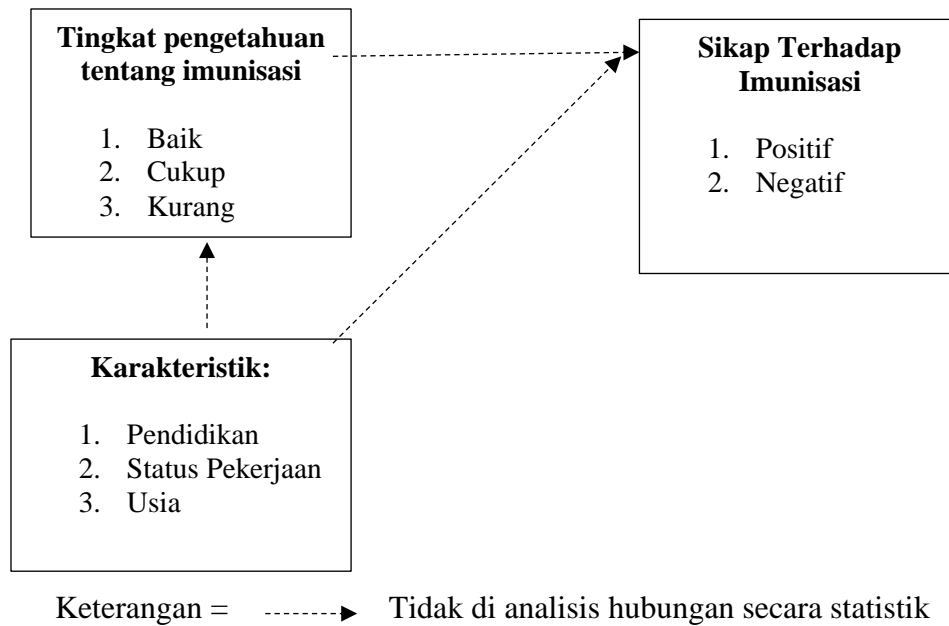 Tingkat pengetahuan
tentang imunisasi
1. Baik
2. Cukup
3. Kurang
Sikap Terhadap
Imunisasi
1. Positif
2. Negatif
Karakteristik:
1. Pendidikan
2. Status Pekerjaan
3. Usia
Keterangan = Tidak di analisis hubungan secara statistik